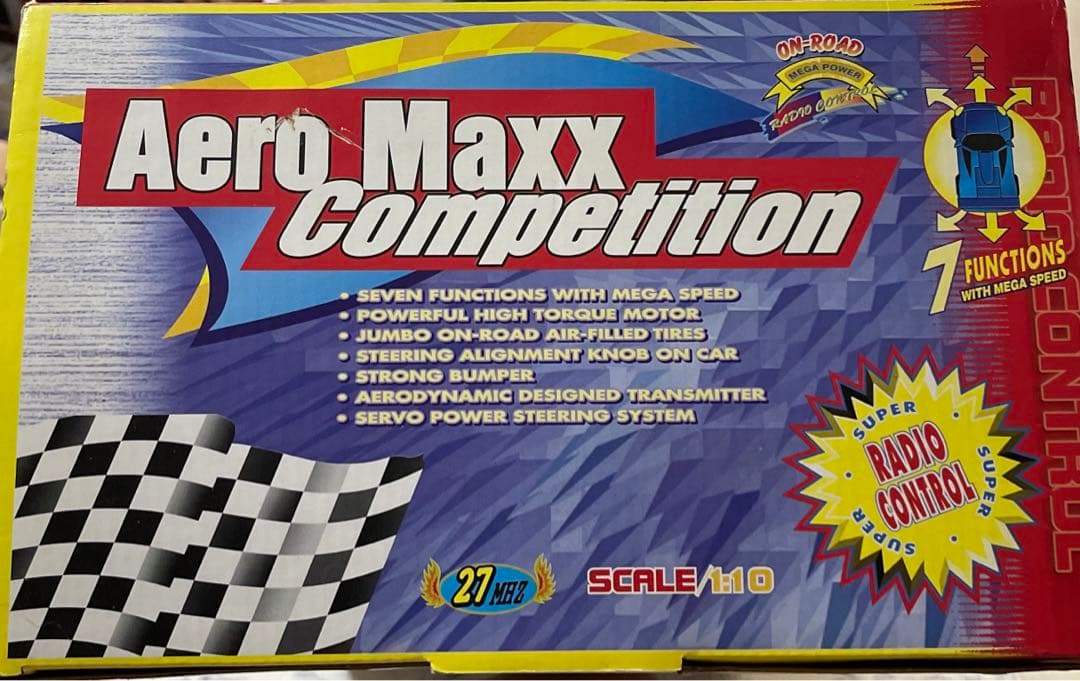 ON-ROAD
MEGA POWER
RADIO CONTROL
Aero Maxx
Competition
7 FUNCTIONS
WITH MEGA SPEED
RADIO CONTROL
• SEVEN FUNCTIONS WITH MEGA SPEED
• POWERFUL HIGH TORQUE MOTOR
• JUMBO ON-ROAD AIR-FILLED TIRES
• STEERING ALIGNMENT KNOB ON CAR
• STRONG BUMPER
• AERODYNAMIC DESIGNED TRANSMITTER
• SERVO POWER STEERING SYSTEM
SUPER
RADIO
CONTROL
SUPER
SUPER
SUPER
27 MHZ
SCALE/1:10